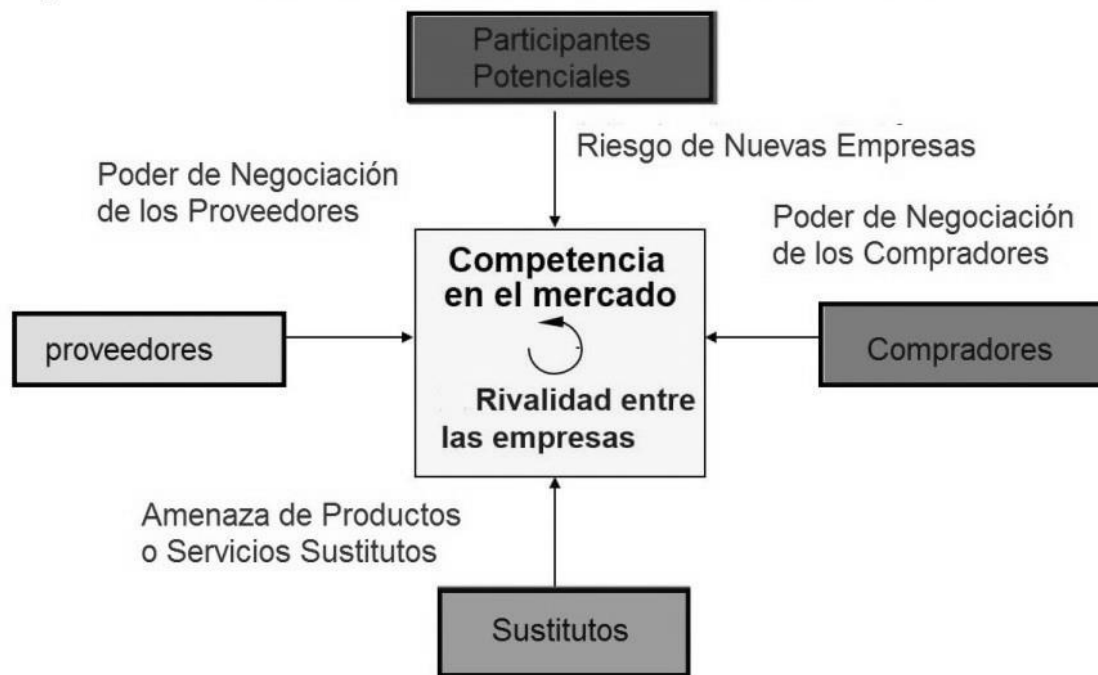 Participantes
Potenciales
Riesgo de Nuevas Empresas
Poder de Negociación
de los Proveedores
Poder de Negociación
de los Compradores
Competencia
en el mercado
proveedores
Compradores
Rivalidad entre
las empresas
Amenaza de Productos
o Servicios Sustitutos
Sustitutos